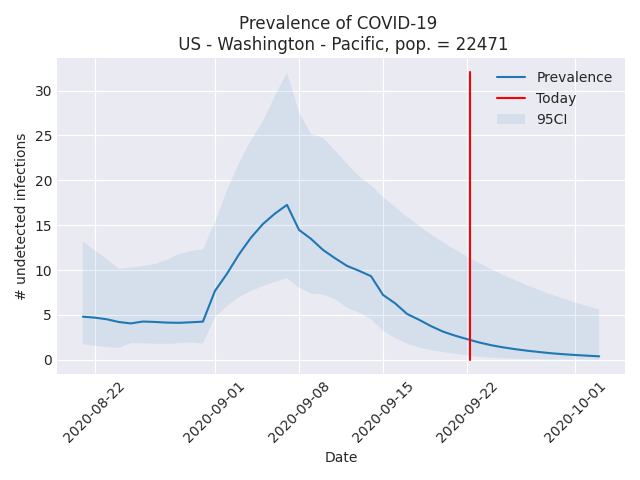 Prevalence of COVID-19
US - Washington - Pacific, pop. = 22471
# undetected infections
30
25
20
15
10
5
0
Prevalence
Today
95CI
2020-08-22
2020-09-01
2020-09-08
2020-09-15
2020-09-22
2020-10-01
Date